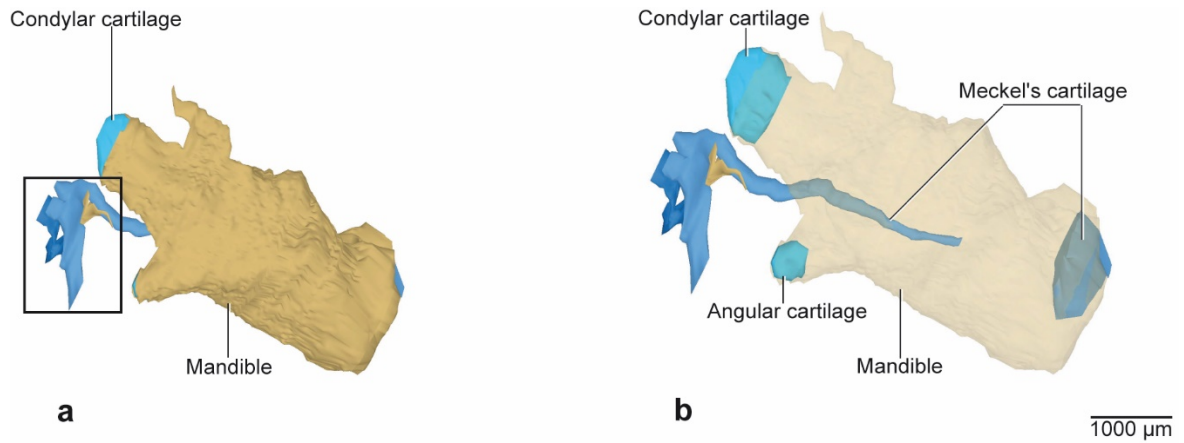 Condylar cartilage
Mandible
a
Condylar cartilage
Meckel's cartilage
Angular cartilage
Mandible
b
1000 µm